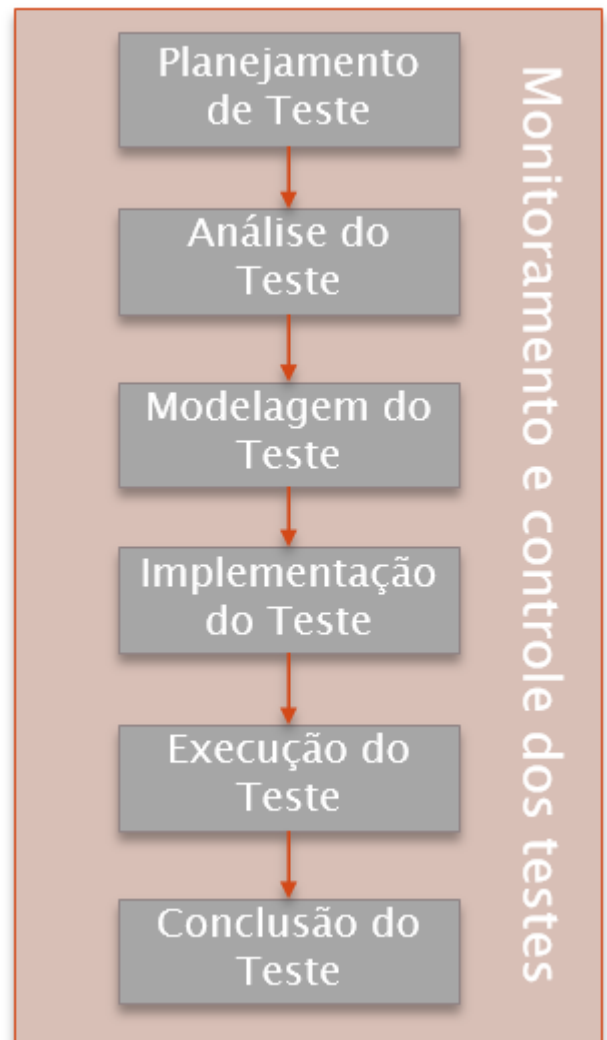 Planejamento
de Teste
Análise do
Teste
Modelagem do
Teste
Implementação
do Teste
Execução do
Teste
Conclusão do
Teste
Monitoramento e controle dos testes